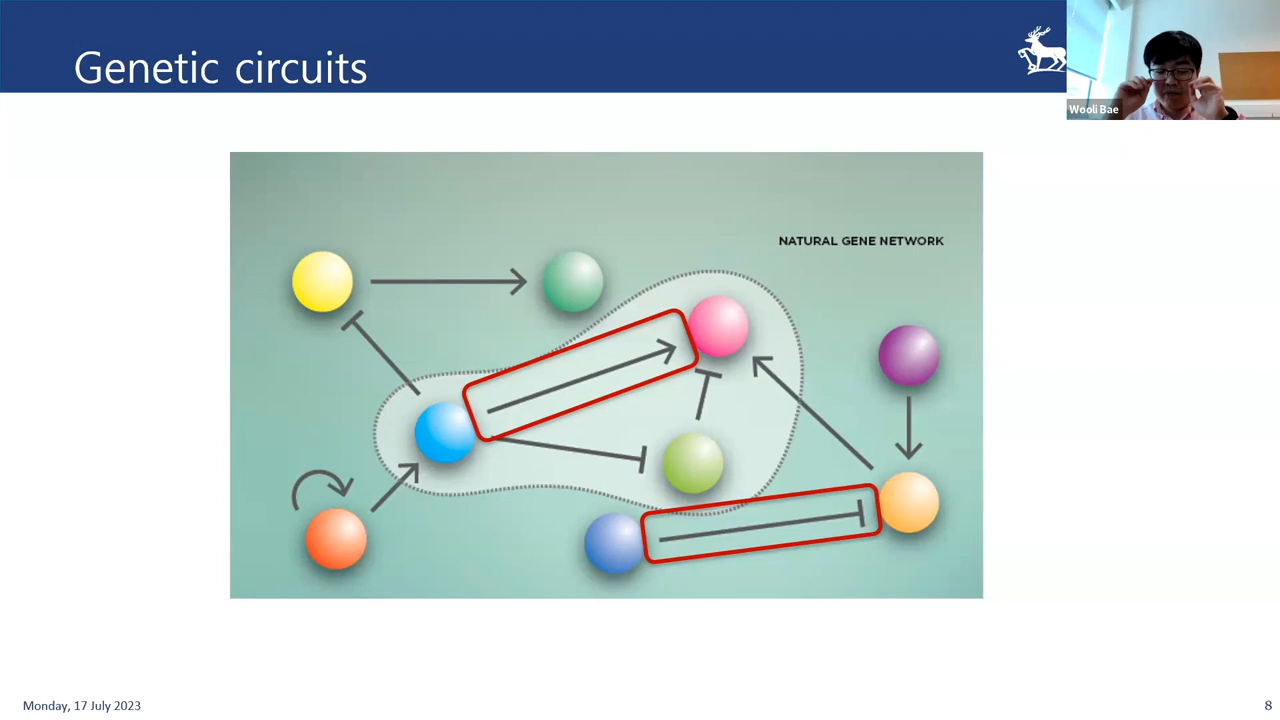 Genetic circuits
Wooli Bae
NATURAL GENE NETWORK
Monday, 17 July 2023
8